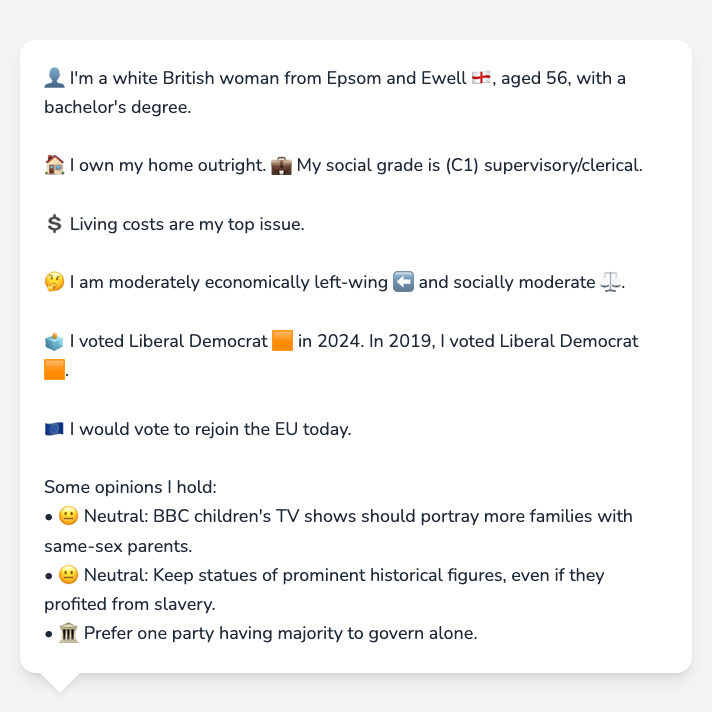 👤 I'm a white British woman from Epsom and Ewell 🏴󠁧󠁢󠁥󠁮󠁧󠁿, aged 56, with a
bachelor's degree.
🏠 I own my home outright. 💼 My social grade is (C1) supervisory/clerical.
💲 Living costs are my top issue.
🤔 I am moderately economically left-wing ⬅️ and socially moderate ⚖️.
🗳️ I voted Liberal Democrat 🟧 in 2024. In 2019, I voted Liberal Democrat
🟧.
🇪🇺 I would vote to rejoin the EU today.
Some opinions I hold:
• 😐 Neutral: BBC children's TV shows should portray more families with
same-sex parents.
• 😐 Neutral: Keep statues of prominent historical figures, even if they
profited from slavery.
• 🏛️ Prefer one party having majority to govern alone.